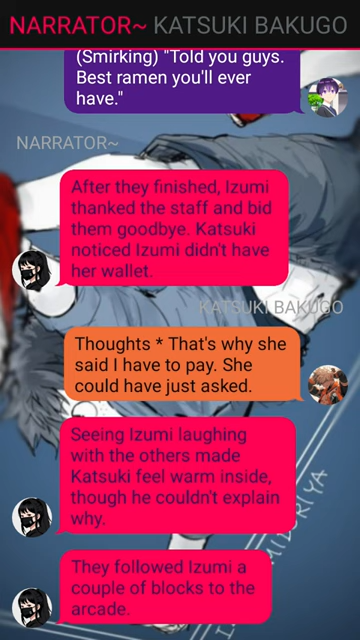 NARRATOR~ KATSUKI BAKUGO
(Smirking) "Told you guys.
Best ramen you'll ever
have."
NARRATOR~
After they finished, Izumi
thanked the staff and bid
them goodbye. Katsuki
noticed Izumi didn't have
her wallet.
KATSUKI BAKUGO
Thoughts * That's why she
said I have to pay. She
could have just asked.
Seeing Izumi laughing
with the others made
Katsuki feel warm inside,
though he couldn't explain
why.
They followed Izumi a
couple of blocks to the
arcade.